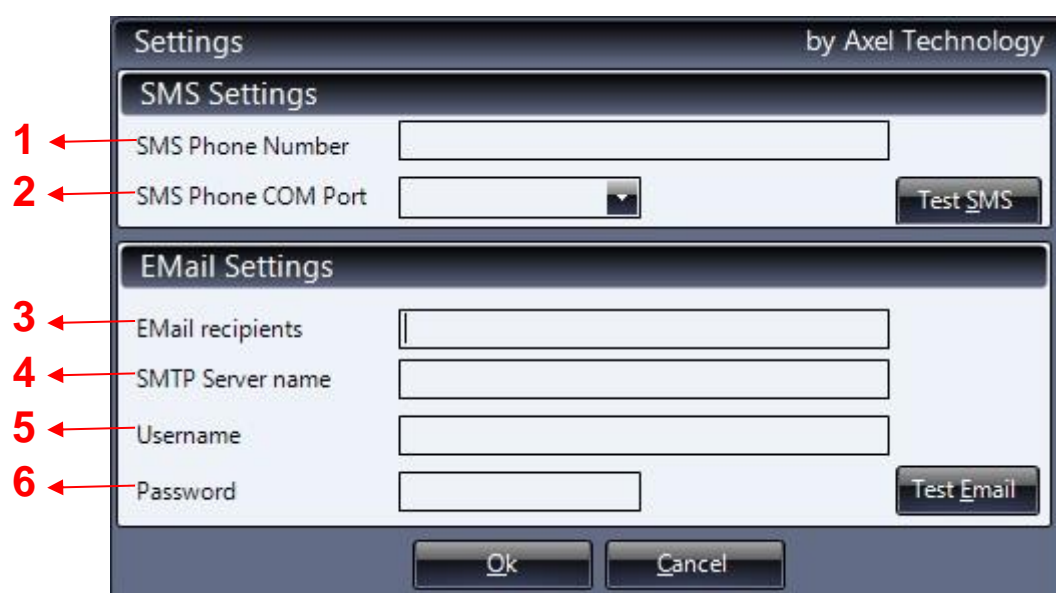 Settings by Axel Technology
SMS Settings
1 SMS Phone Number
2 SMS Phone COM Port Test SMS
EMail Settings
3 EMail recipients
4 SMTP Server name
5 Username
6 Password Test Email
Ok Cancel